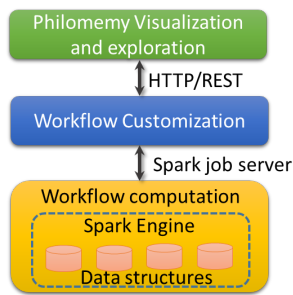 Philomemy Visualization
and exploration
HTTP/REST
Workflow Customization
Spark job server
Workflow computation
Spark Engine
Data structures